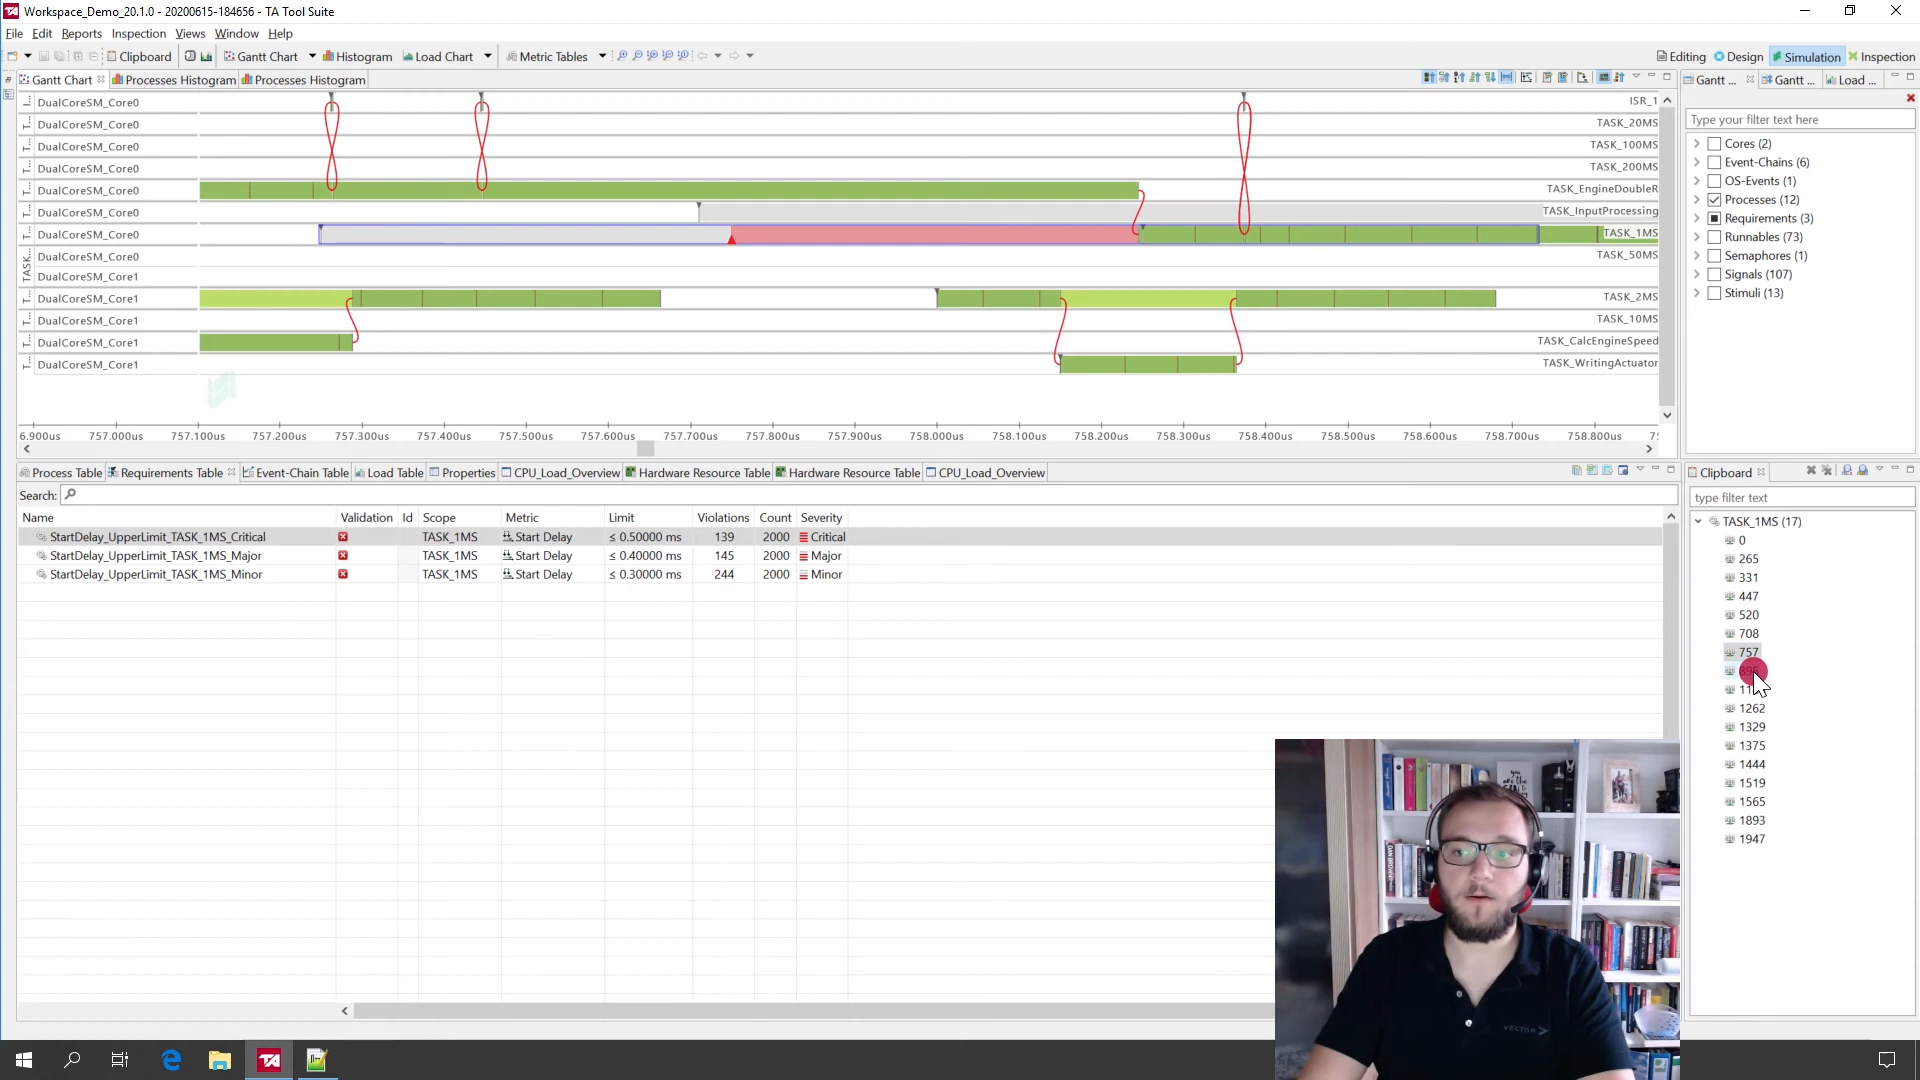 Workspace_Demo_20.1.0 - 20200615-184656 - TA Tool Suite
File Edit Reports Inspection Views Window Help
Clipboard Gantt Chart Histogram Load Chart Metric Tables Editing Design Simulation Inspection
Gantt Chart Processes Histogram Processes Histogram
DualCoreSM_Core0 ISR_1
DualCoreSM_Core0 TASK_20MS
DualCoreSM_Core0 TASK_100MS
DualCoreSM_Core0 TASK_200MS
DualCoreSM_Core0 TASK_EngineDoubleR
DualCoreSM_Core0 TASK_InputProcessing
DualCoreSM_Core0 TASK_1MS
DualCoreSM_Core0 TASK_50MS
DualCoreSM_Core1
DualCoreSM_Core1 TASK_2MS
DualCoreSM_Core1 TASK_10MS
DualCoreSM_Core1 TASK_CalcEngineSpeed
DualCoreSM_Core1 TASK_WritingActuator
TASK...
6.900us 757.000us 757.100us 757.200us 757.300us 757.400us 757.500us 757.600us 757.700us 757.800us 757.900us 758.000us 758.100us 758.200us 758.300us 758.400us 758.500us 758.600us 758.700us 758.800us
Gantt ... Gantt ... Load ...
Type your filter text here
Cores (2)
Event-Chains (6)
OS-Events (1)
Processes (12)
Requirements (3)
Runnables (73)
Semaphores (1)
Signals (107)
Stimuli (13)
Process Table Requirements Table Event-Chain Table Load Table Properties CPU_Load_Overview Hardware Resource Table Hardware Resource Table CPU_Load_Overview
Search:
Name Validation Id Scope Metric Limit Violations Count Severity
StartDelay_UpperLimit_TASK_1MS_Critical TASK_1MS Start Delay ≤ 0.50000 ms 139 2000 Critical
StartDelay_UpperLimit_TASK_1MS_Major TASK_1MS Start Delay ≤ 0.40000 ms 145 2000 Major
StartDelay_UpperLimit_TASK_1MS_Minor TASK_1MS Start Delay ≤ 0.30000 ms 244 2000 Minor
Clipboard
type filter text
TASK_1MS (17)
0
265
331
447
520
708
757
1262
1329
1375
1444
1519
1565
1893
1947
VECTOR
TA